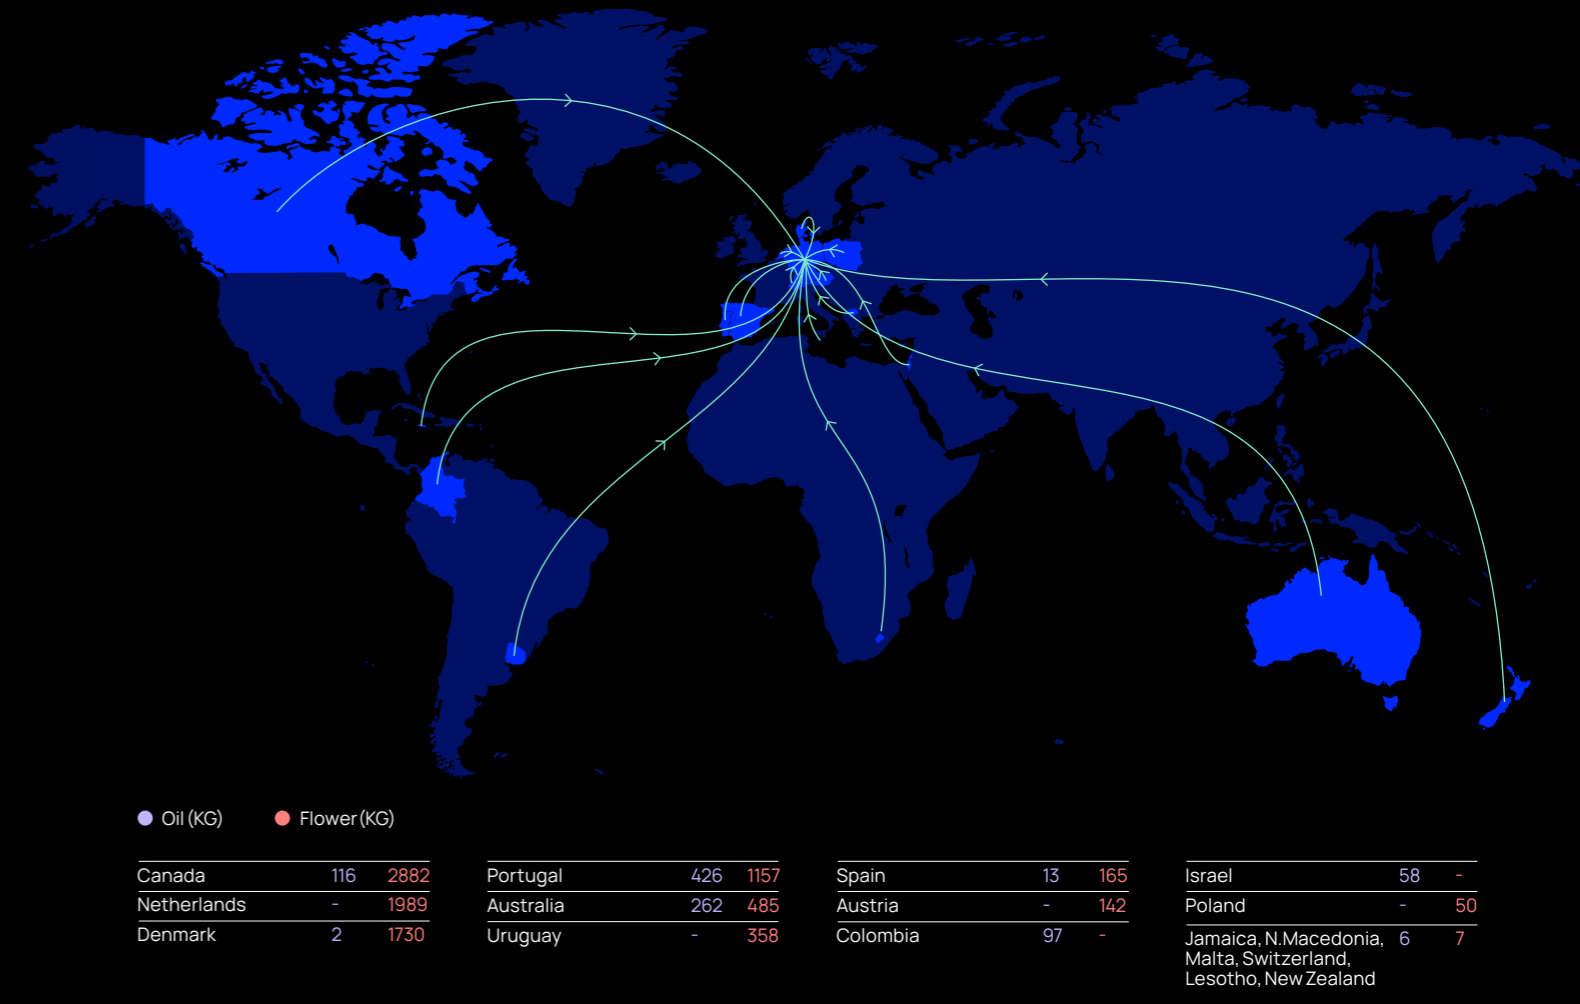 Oil (KG) Flower (KG)
Canada 116 2882
Netherlands - 1989
Denmark 2 1730
Portugal 426 1157
Australia 262 485
Uruguay - 358
Spain 13 165
Austria - 142
Colombia 97 -
Israel 58 -
Poland - 50
Jamaica, N.Macedonia, 6 7
Malta, Switzerland,
Lesotho, New Zealand